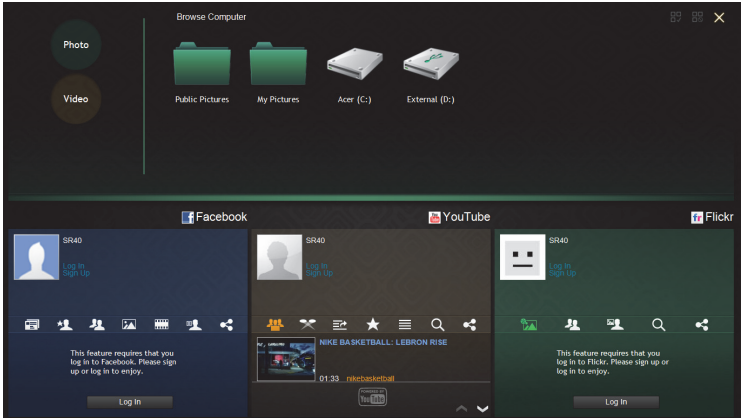 Browse Computer
Photo
Video
Public Pictures
My Pictures
Acer (C:)
External (D:)
Facebook
SR40
Log In
Sign Up
This feature requires that you
log in to Facebook. Please sign
up or log in to enjoy.
Log In
YouTube
SR40
Log In
Sign Up
NIKE BASKETBALL: LEBRON RISE
01:33 nikebasketball
POWERED BY
YouTube
Flickr
SR40
Log In
Sign Up
This feature requires that you
log in to Flickr. Please sign up or
log in to enjoy.
Log In